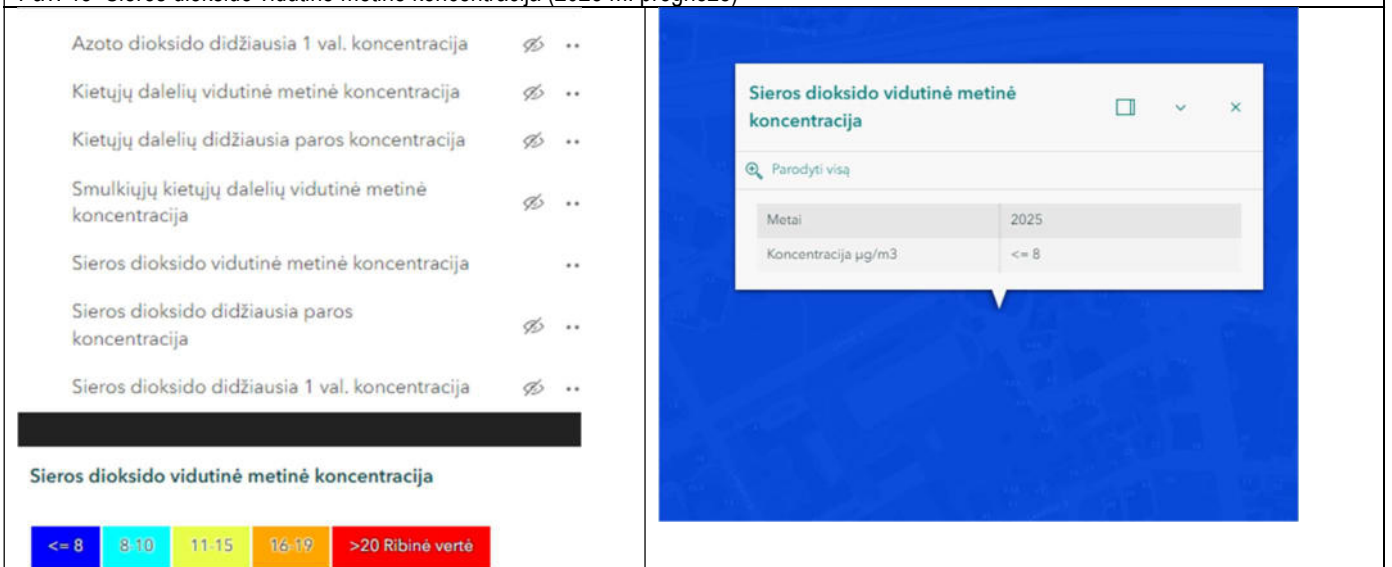 Azoto dioksido didžiausia 1 val. koncentracija
Kietųjų dalelių vidutinė metinė koncentracija
Kietųjų dalelių didžiausia paros koncentracija
Smulkiųjų kietųjų dalelių vidutinė metinė
koncentracija
Sieros dioksido vidutinė metinė koncentracija
Sieros dioksido didžiausia paros
koncentracija
Sieros dioksido didžiausia 1 val. koncentracija
Sieros dioksido vidutinė metinė koncentracija
<= 8 8-10 11-15 16-19 >20 Ribinė vertė
Sieros dioksido vidutinė metinė
koncentracija
Parodyti visą
Metai 2025
Koncentracija µg/m3 <= 8